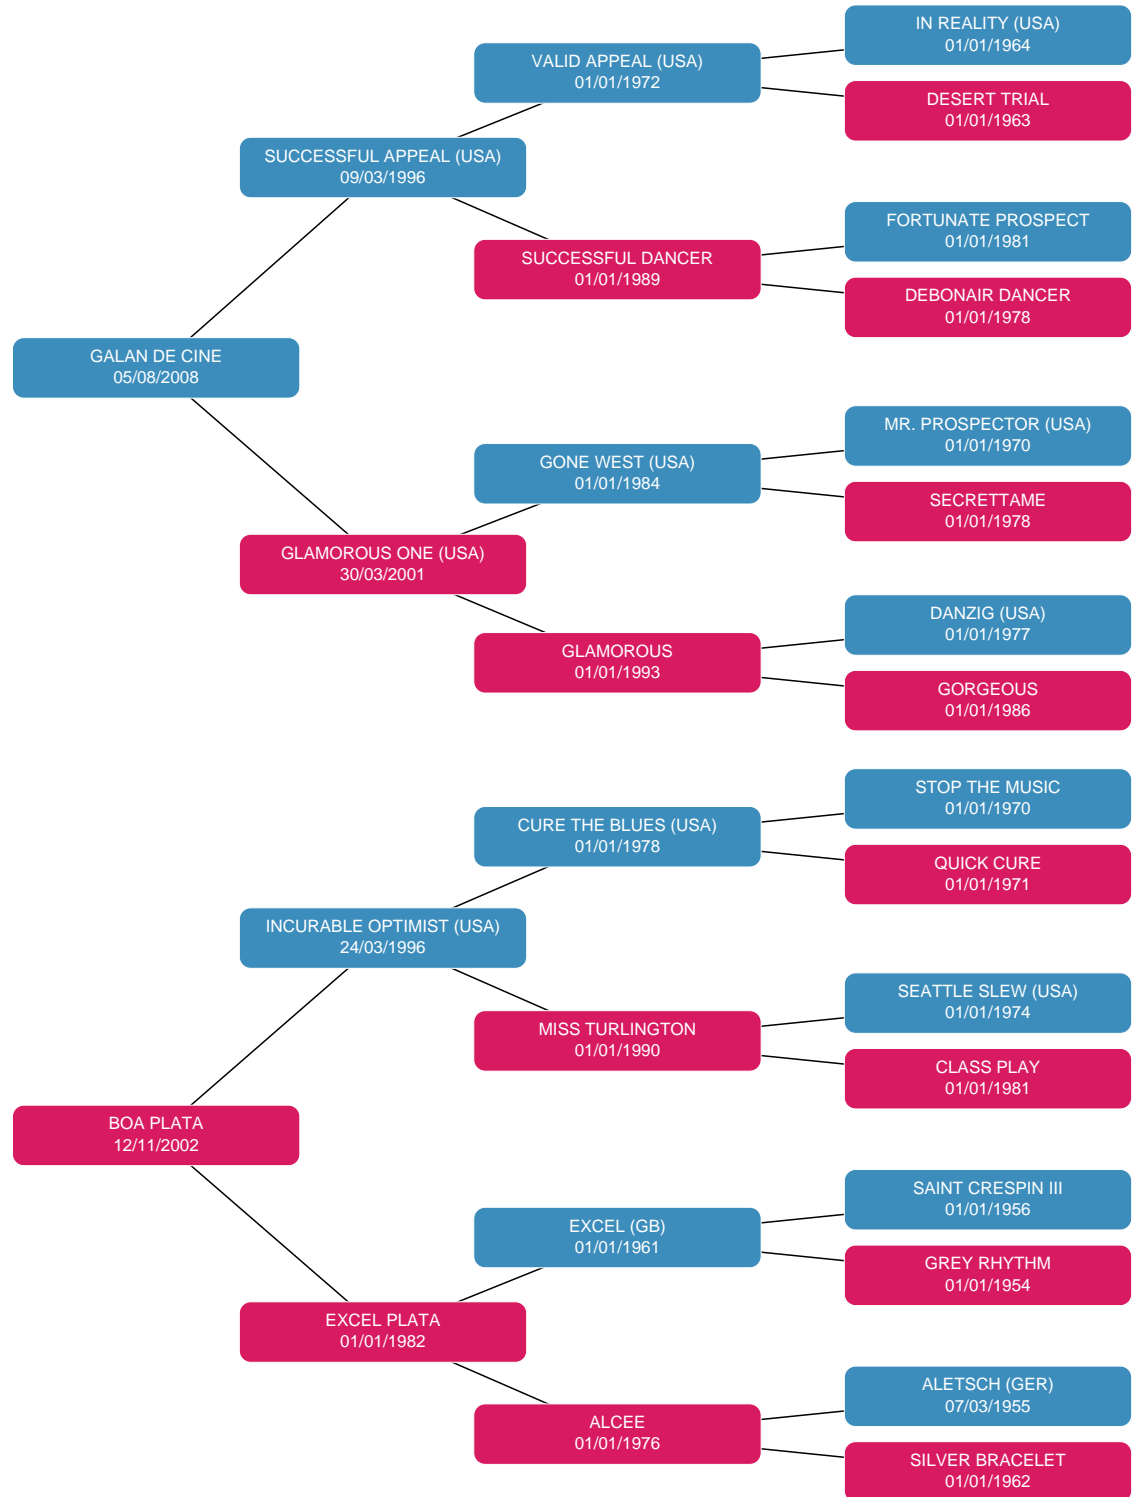 IN REALITY (USA)
01/01/1964
VALID APPEAL (USA)
01/01/1972
DESERT TRIAL
01/01/1963
SUCCESSFUL APPEAL (USA)
09/03/1996
FORTUNATE PROSPECT
01/01/1981
SUCCESSFUL DANCER
01/01/1989
DEBONAIR DANCER
01/01/1978
GALAN DE CINE
05/08/2008
MR. PROSPECTOR (USA)
01/01/1970
GONE WEST (USA)
01/01/1984
SECRETTAME
01/01/1978
GLAMOROUS ONE (USA)
30/03/2001
DANZIG (USA)
01/01/1977
GLAMOROUS
01/01/1993
GORGEOUS
01/01/1986
STOP THE MUSIC
01/01/1970
CURE THE BLUES (USA)
01/01/1978
QUICK CURE
01/01/1971
INCURABLE OPTIMIST (USA)
24/03/1996
SEATTLE SLEW (USA)
01/01/1974
MISS TURLINGTON
01/01/1990
CLASS PLAY
01/01/1981
BOA PLATA
12/11/2002
SAINT CRESPIN III
01/01/1956
EXCEL (GB)
01/01/1961
GREY RHYTHM
01/01/1954
EXCEL PLATA
01/01/1982
ALETSCH (GER)
07/03/1955
ALCEE
01/01/1976
SILVER BRACELET
01/01/1962